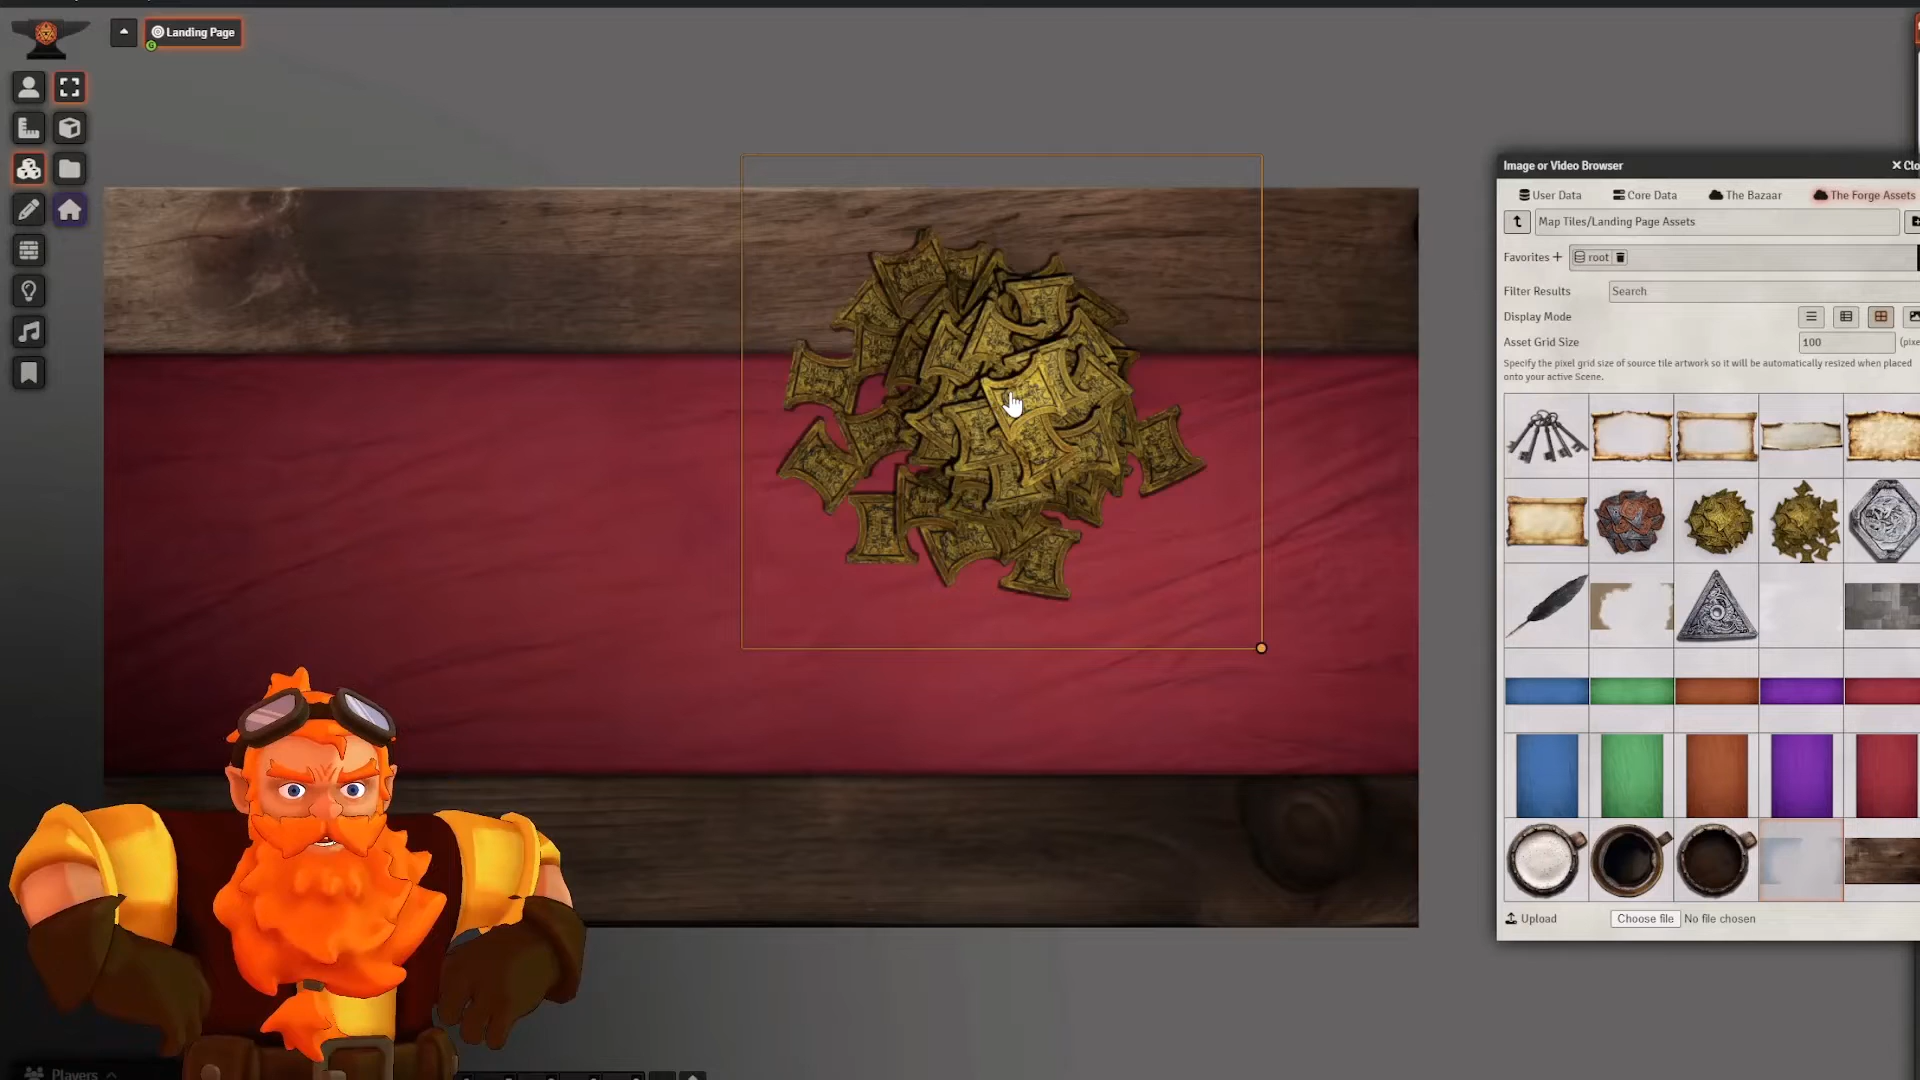 Landing Page
G
Image or Video Browser
Clo
User Data
Core Data
The Bazaar
The Forge Assets
Map Tiles/Landing Page Assets
Favorites
root
Filter Results
Search
Display Mode
Asset Grid Size
100
(pixe
Specify the pixel grid size of source tile artwork so it will be automatically resized when placed
onto your active Scene.
Upload
Choose file
No file chosen
Players